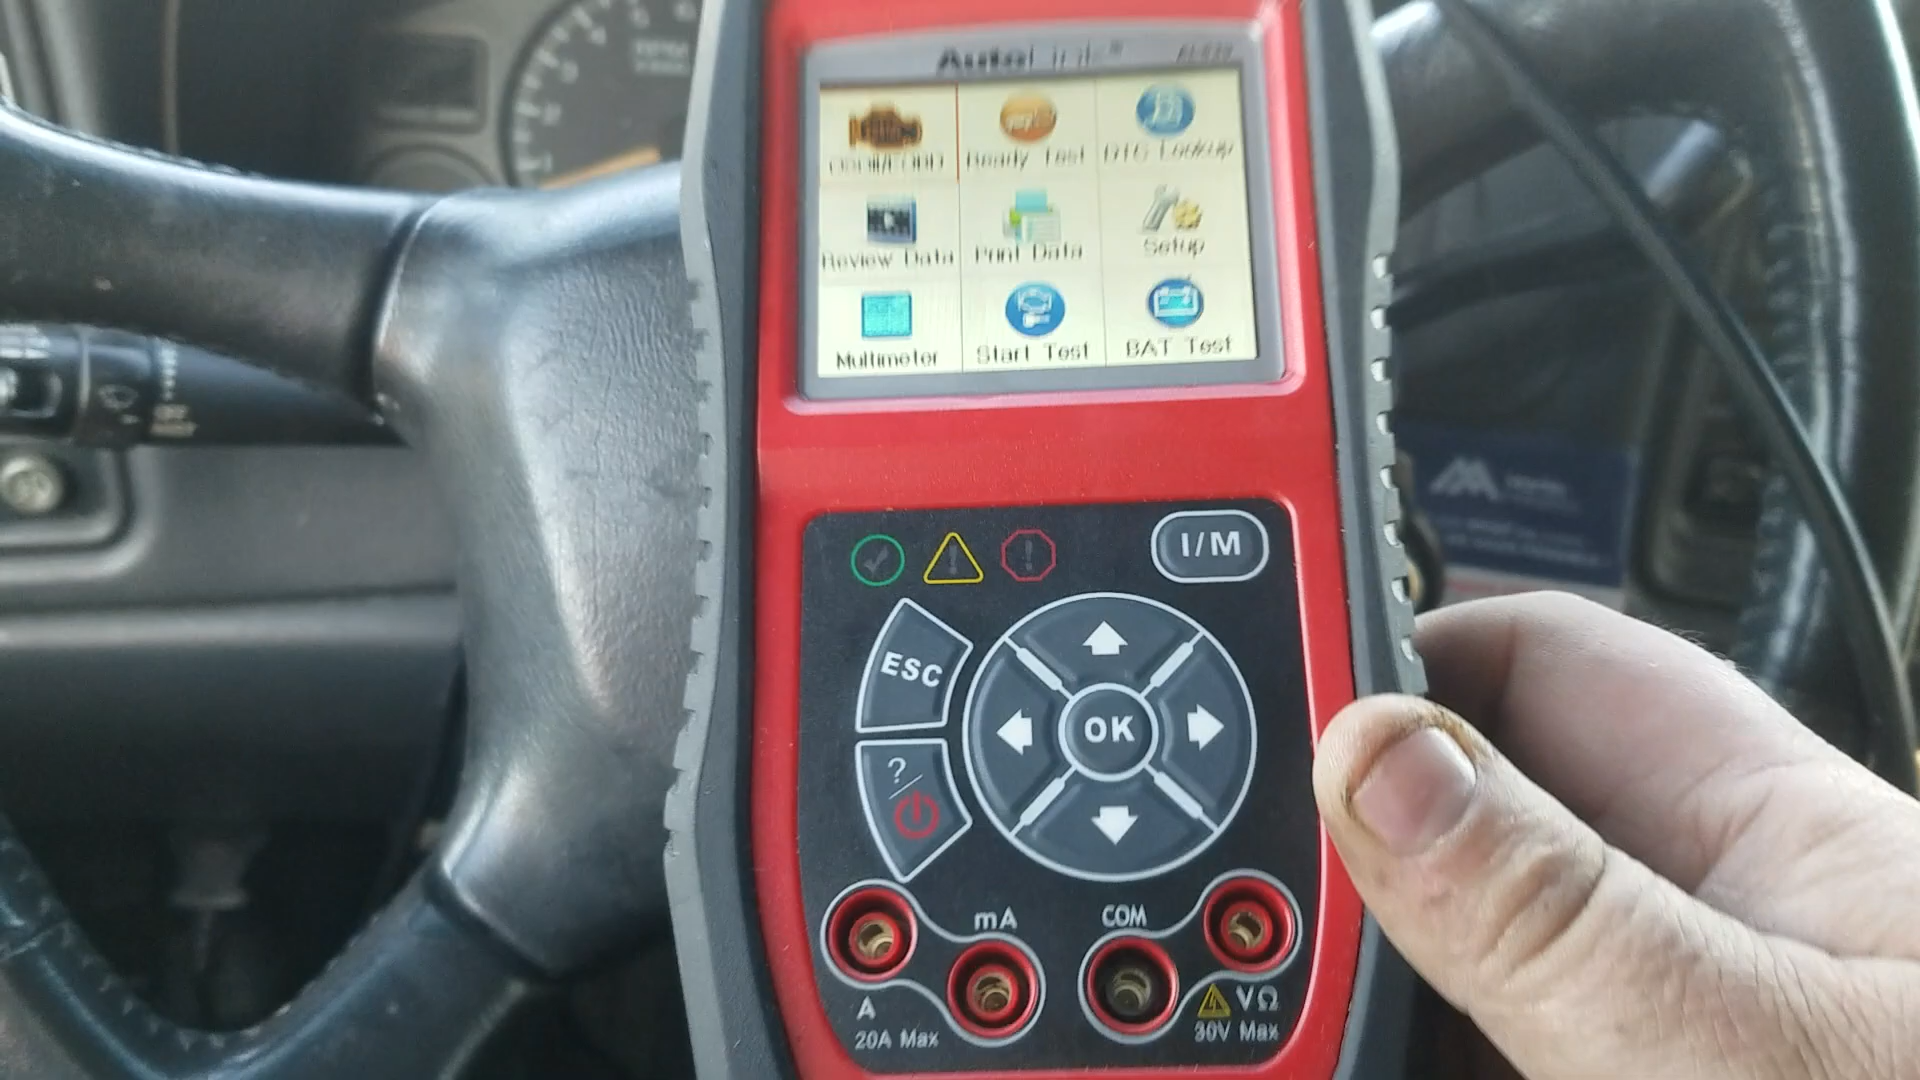 AutoLink®
OBDII/EOBD
Ready Test
DTC Lookup
Review Data
Print Data
Setup
Multimeter
Start Test
BAT Test
I/M
ESC
OK
?
mA
COM
A
VΩ
20A Max
30V Max